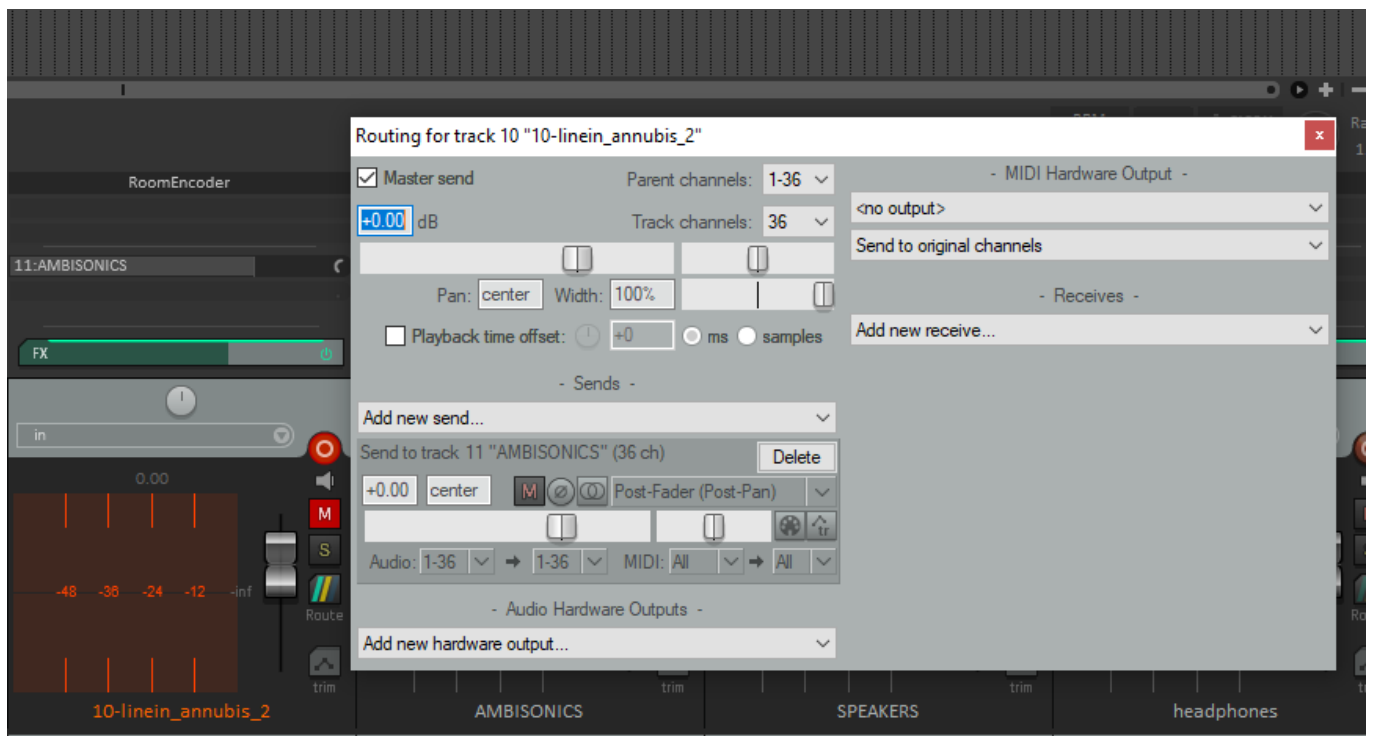 Routing for track 10 "10-linein_annubis_2"
x
RoomEncoder
11:AMBISONICS
FX
in
0.00
M
S
-48 -36 -24 -12 -inf
Route
trim
10-linein_annubis_2
Master send
Parent channels: 1-36
+0.00 dB
Track channels: 36
Pan: center Width: 100%
Playback time offset: +0 ms samples
- Sends -
Add new send...
Send to track 11 "AMBISONICS" (36 ch)
Delete
+0.00 center M Post-Fader (Post-Pan)
tr
Audio: 1-36 1-36 MIDI: All All
- Audio Hardware Outputs -
Add new hardware output...
- MIDI Hardware Output -
<no output>
Send to original channels
- Receives -
Add new receive...
trim
AMBISONICS
SPEAKERS
trim
headphones